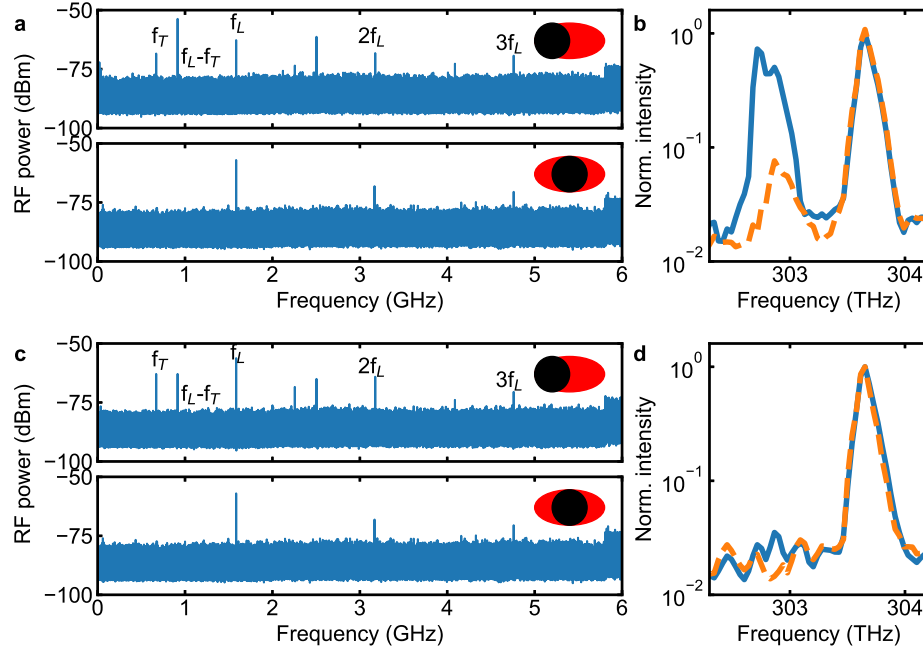 a
RF power (dBm)
−50
−75
−100
f_T
f_L-f_T
f_L
2f_L
3f_L
−50
−75
−100
0 1 2 3 4 5 6
Frequency (GHz)
b
Norm. intensity
10^0
10^-1
10^-2
303 304
Frequency (THz)
c
RF power (dBm)
−50
−75
−100
f_T
f_L-f_T
f_L
2f_L
3f_L
−50
−75
−100
0 1 2 3 4 5 6
Frequency (GHz)
d
Norm. intensity
10^0
10^-1
10^-2
303 304
Frequency (THz)